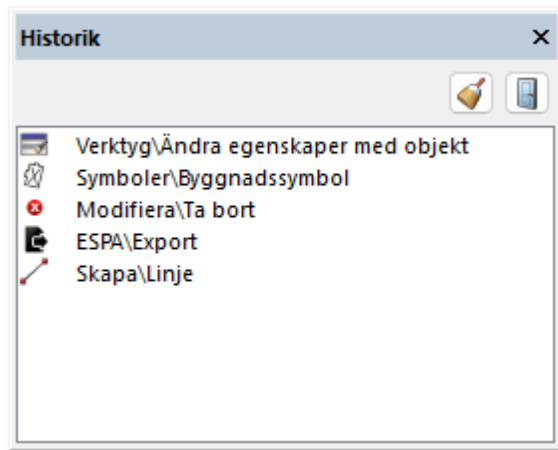 Historik
Verktyg\Ändra egenskaper med objekt
Symboler\Byggnadssymbol
Modifiera\Ta bort
ESPA\Export
Skapa\Linje